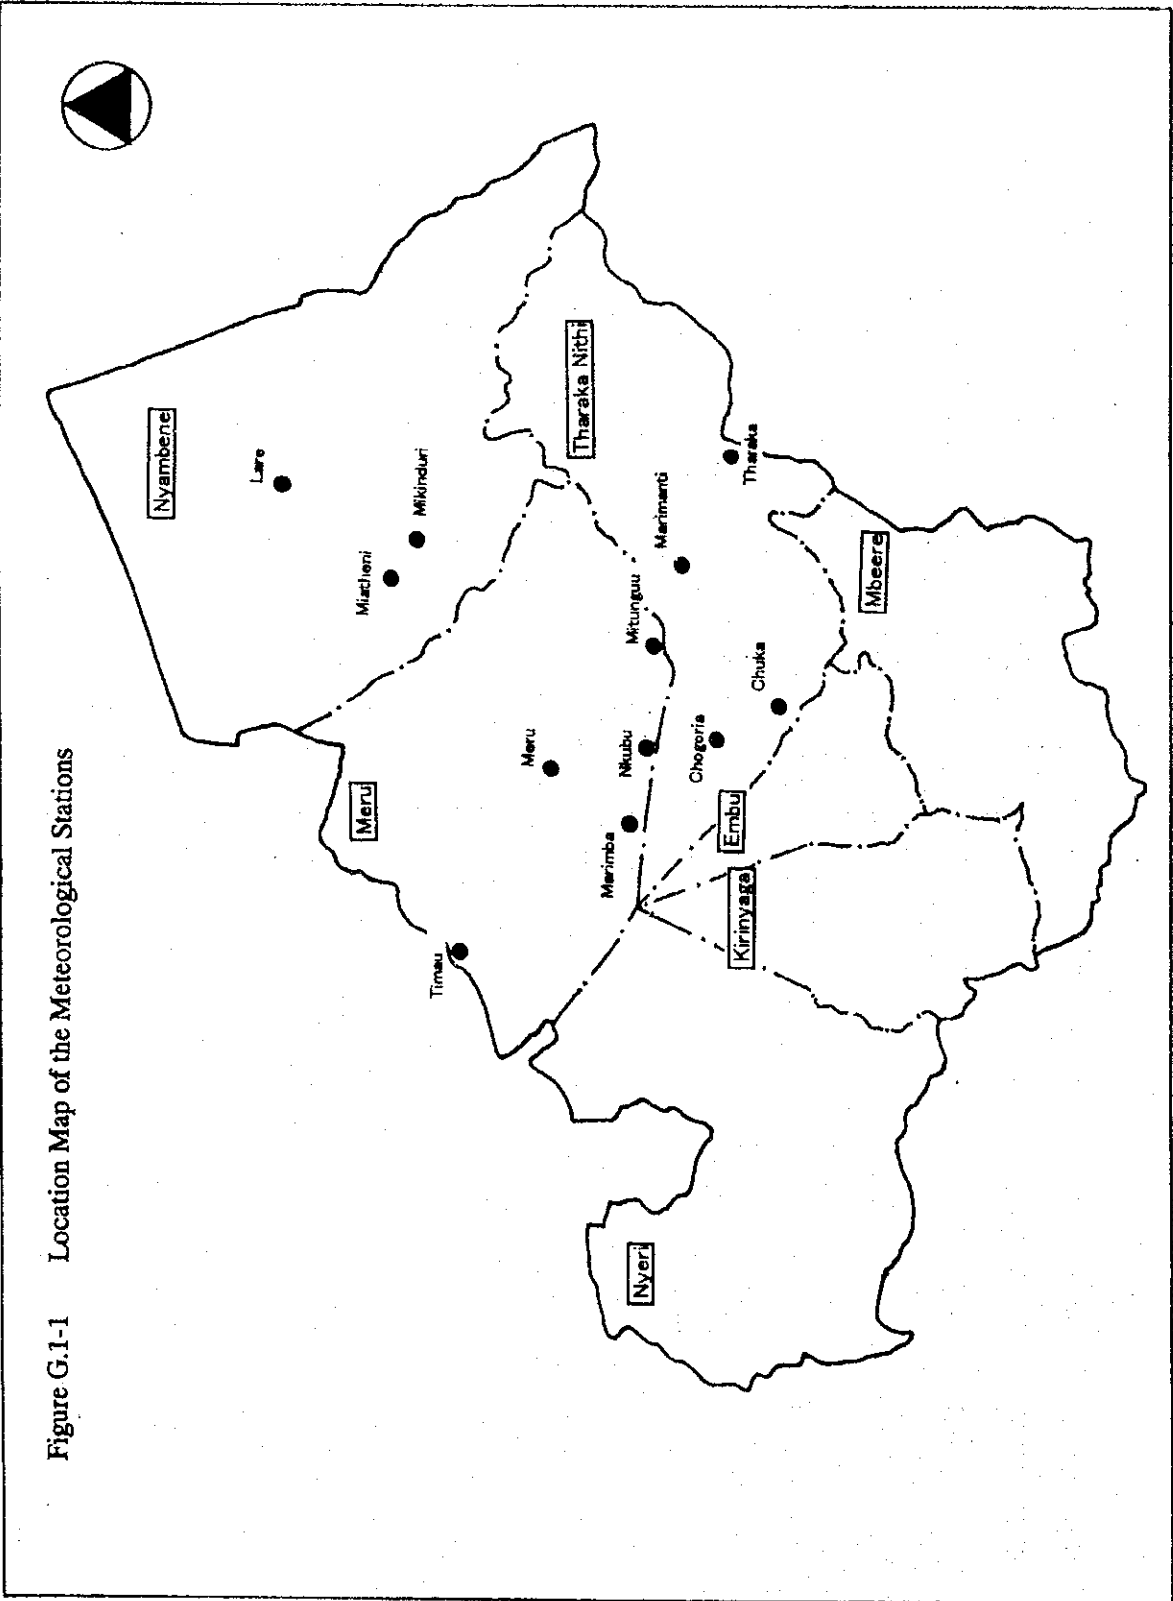 Figure G.1-1 Location Map of the Meteorological Stations
Nyambene
Lare
Mikinduri
Miatheni
Meru
Timau
Meru
Tharaka Nithi
Marimba
Nkubu
Mitunguu
Marimanti
Tharaka
Chogoria
Chuka
Nyeri
Kirinyaga
Embu
Mbeere